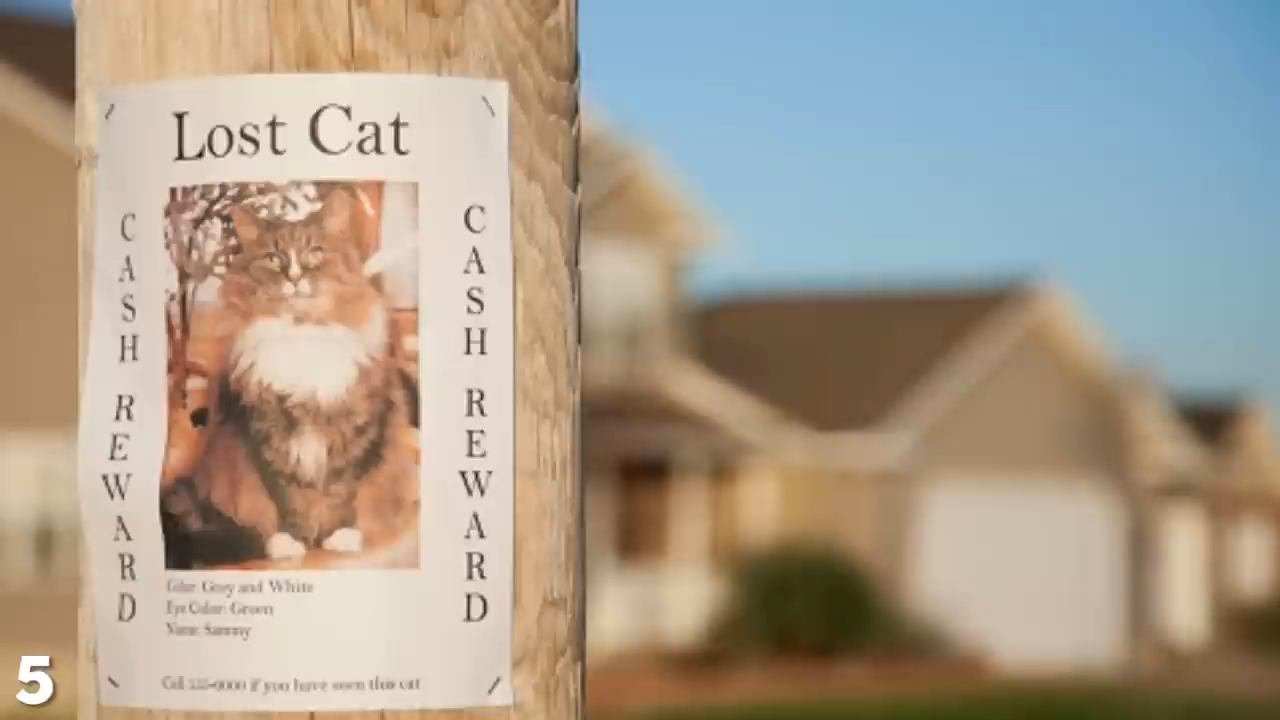 Lost Cat
CASH REWARD
CASH REWARD
Color: Grey and White
Eye Color: Green
Name: Sammy
Call 555-0000 if you have seen this cat
5